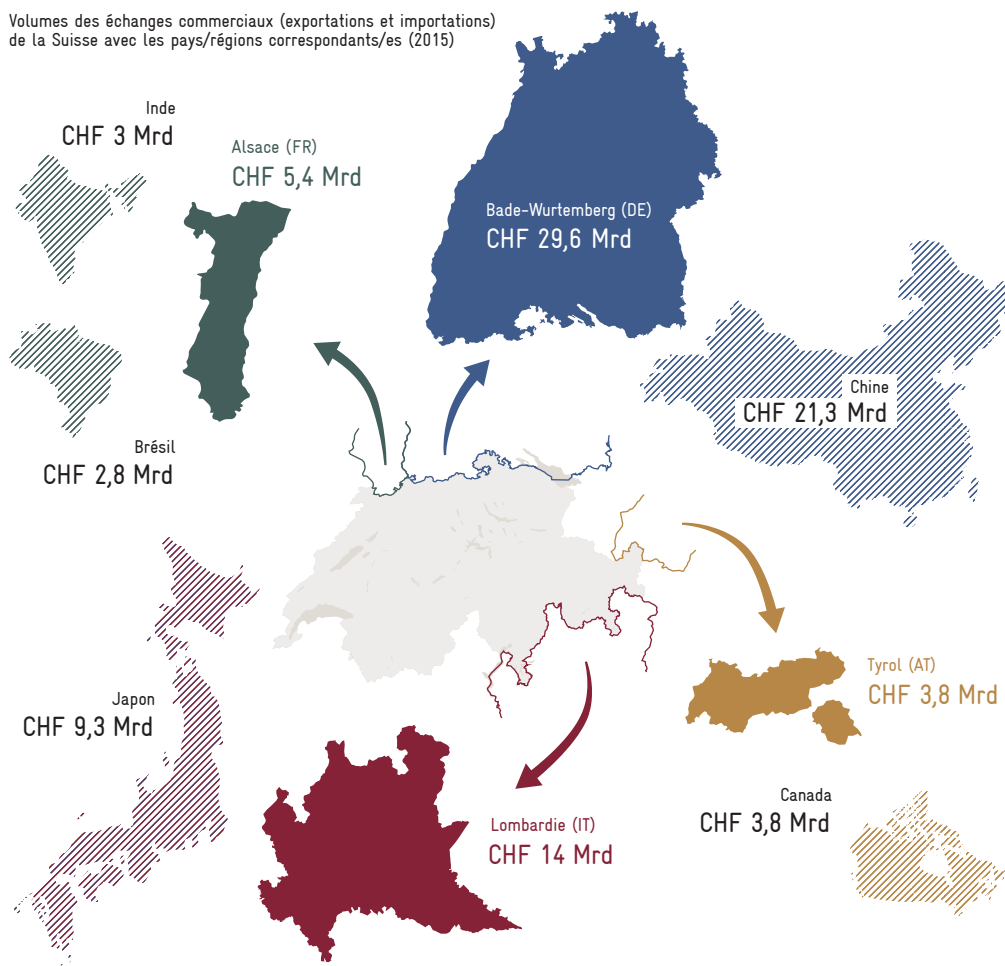 Volumes des échanges commerciaux (exportations et importations)
de la Suisse avec les pays/régions correspondants/es (2015)
Inde
CHF 3 Mrd
Alsace (FR)
CHF 5,4 Mrd
Bade-Wurtemberg (DE)
CHF 29,6 Mrd
Chine
CHF 21,3 Mrd
Brésil
CHF 2,8 Mrd
Japon
CHF 9,3 Mrd
Tyrol (AT)
CHF 3,8 Mrd
Canada
CHF 3,8 Mrd
Lombardie (IT)
CHF 14 Mrd